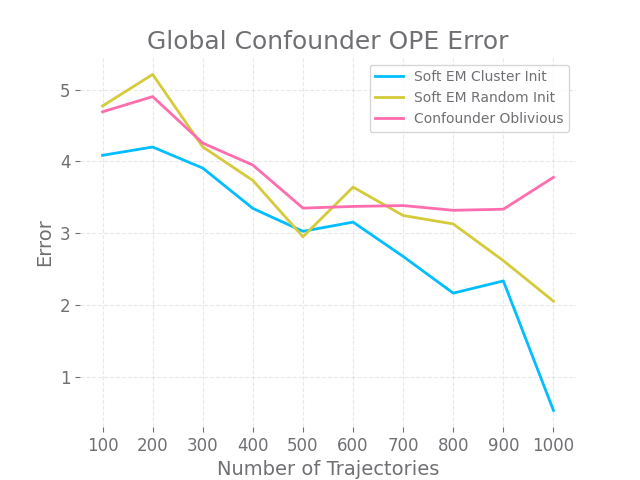 Global Confounder OPE Error
Soft EM Cluster Init
Soft EM Random Init
Confounder Oblivious
Error
5
4
3
2
1
100 200 300 400 500 600 700 800 900 1000
Number of Trajectories